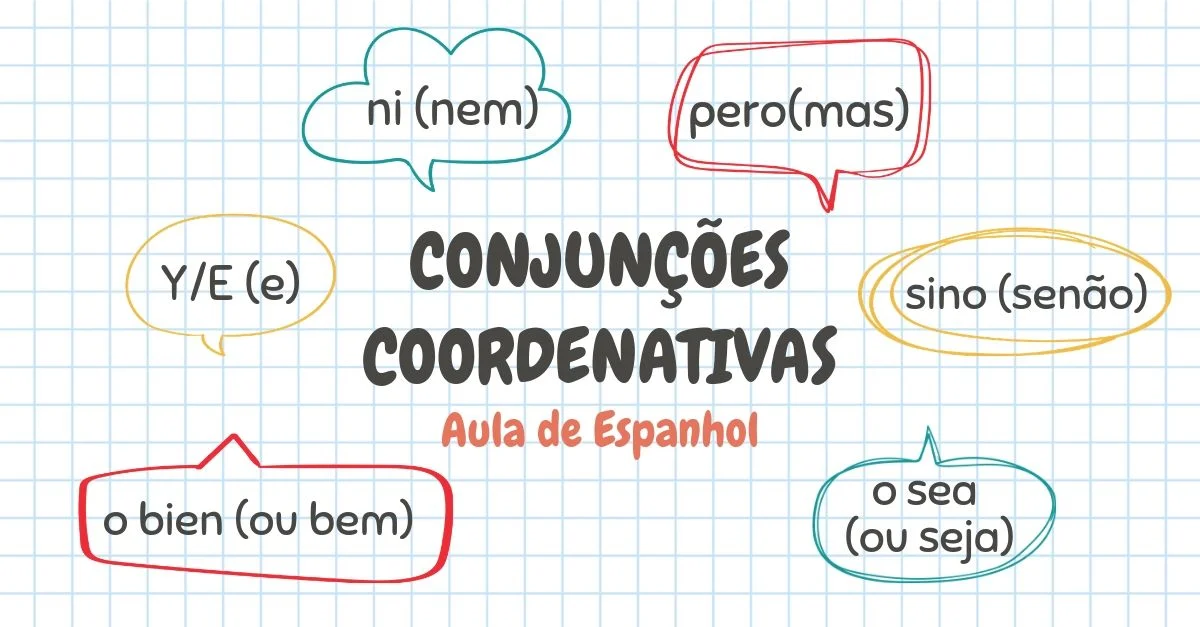 ni (nem)
pero(mas)
Y/E (e)
CONJUNÇÕES
COORDENATIVAS
Aula de Espanhol
sino (senão)
o bien (ou bem)
o sea
(ou seja)